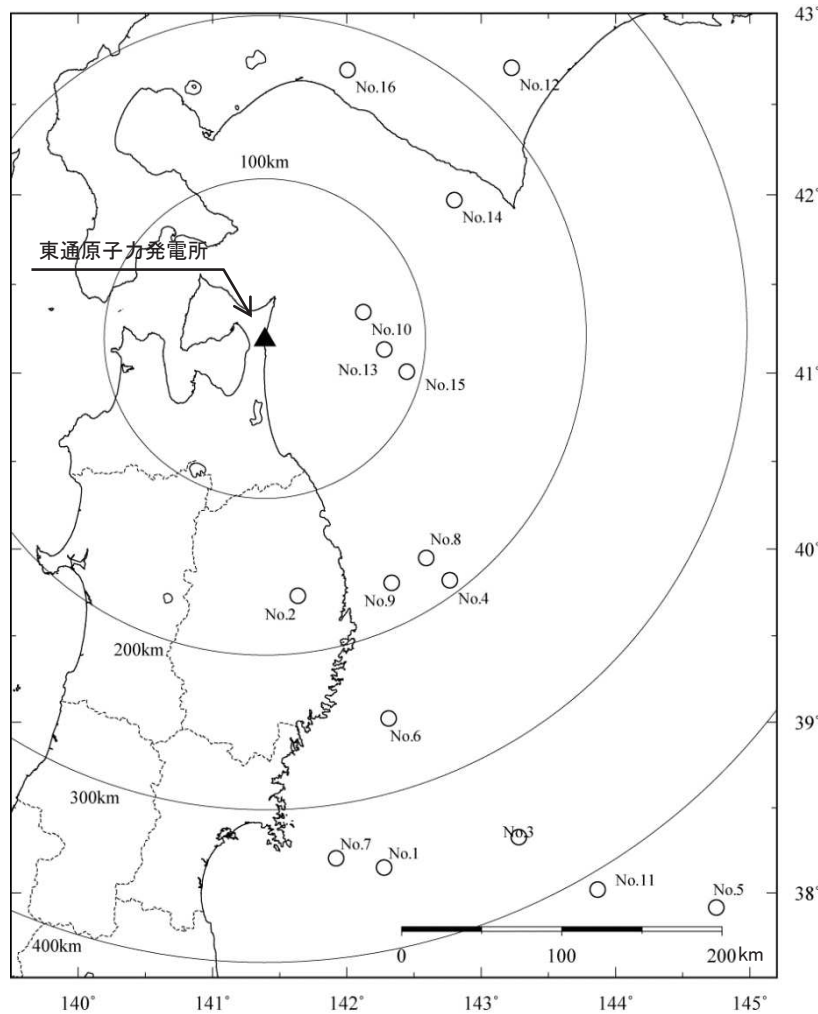 43°
No.16
No.12
100km
42°
No.14
東通原子力発電所
No.10
No.13
No.15
41°
40°
No.8
No.9
No.4
No.2
200km
39°
No.6
300km
No.3
No.7
No.1
No.11
38°
No.5
400km
0
100
200km
140°
141°
142°
143°
144°
145°